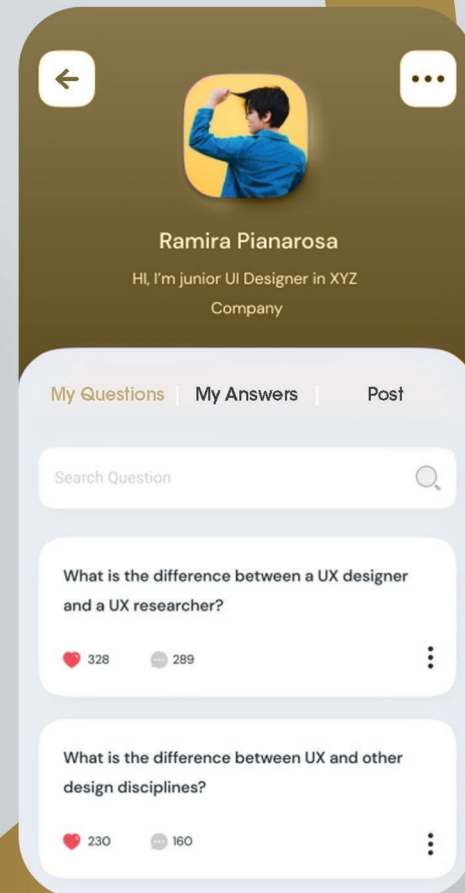 Ramira Pianarosa
HI, I'm junior UI Designer in XYZ
Company
My Questions My Answers Post
Search Question
What is the difference between a UX designer
and a UX researcher?
328 289
What is the difference between UX and other
design disciplines?
230 160